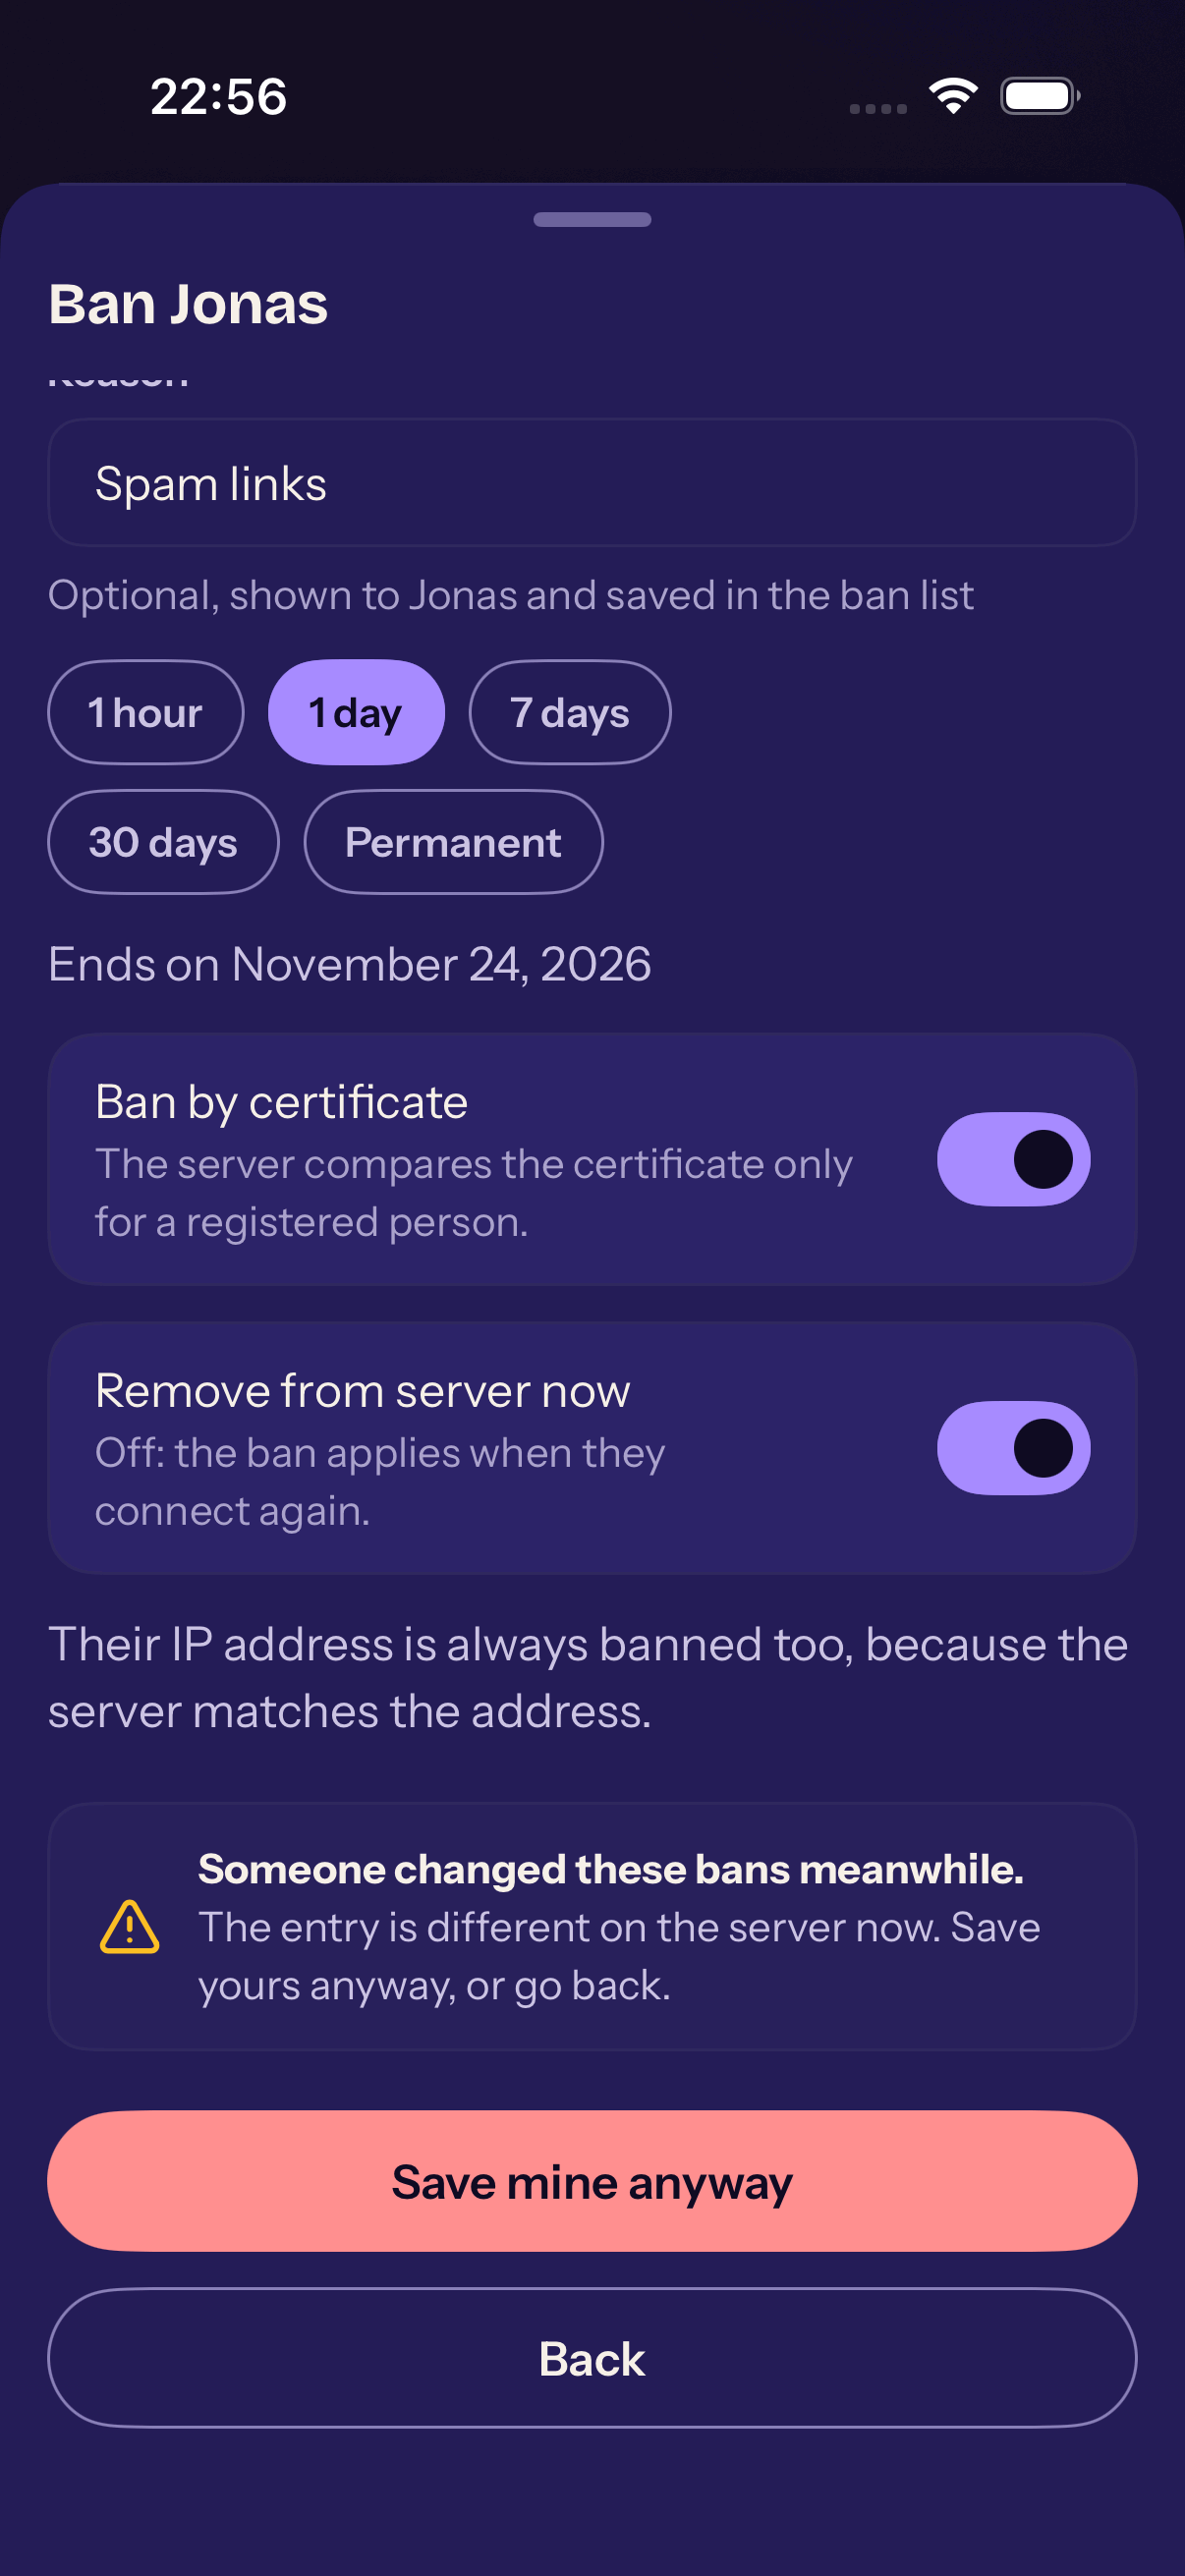 22:56
Ban Jonas
Spam links
Optional, shown to Jonas and saved in the ban list
1 hour
1 day
7 days
30 days
Permanent
Ends on November 24, 2026
Ban by certificate
The server compares the certificate only
for a registered person.
Remove from server now
Off: the ban applies when they
connect again.
Their IP address is always banned too, because the
server matches the address.
Someone changed these bans meanwhile.
The entry is different on the server now. Save
yours anyway, or go back.
Save mine anyway
Back